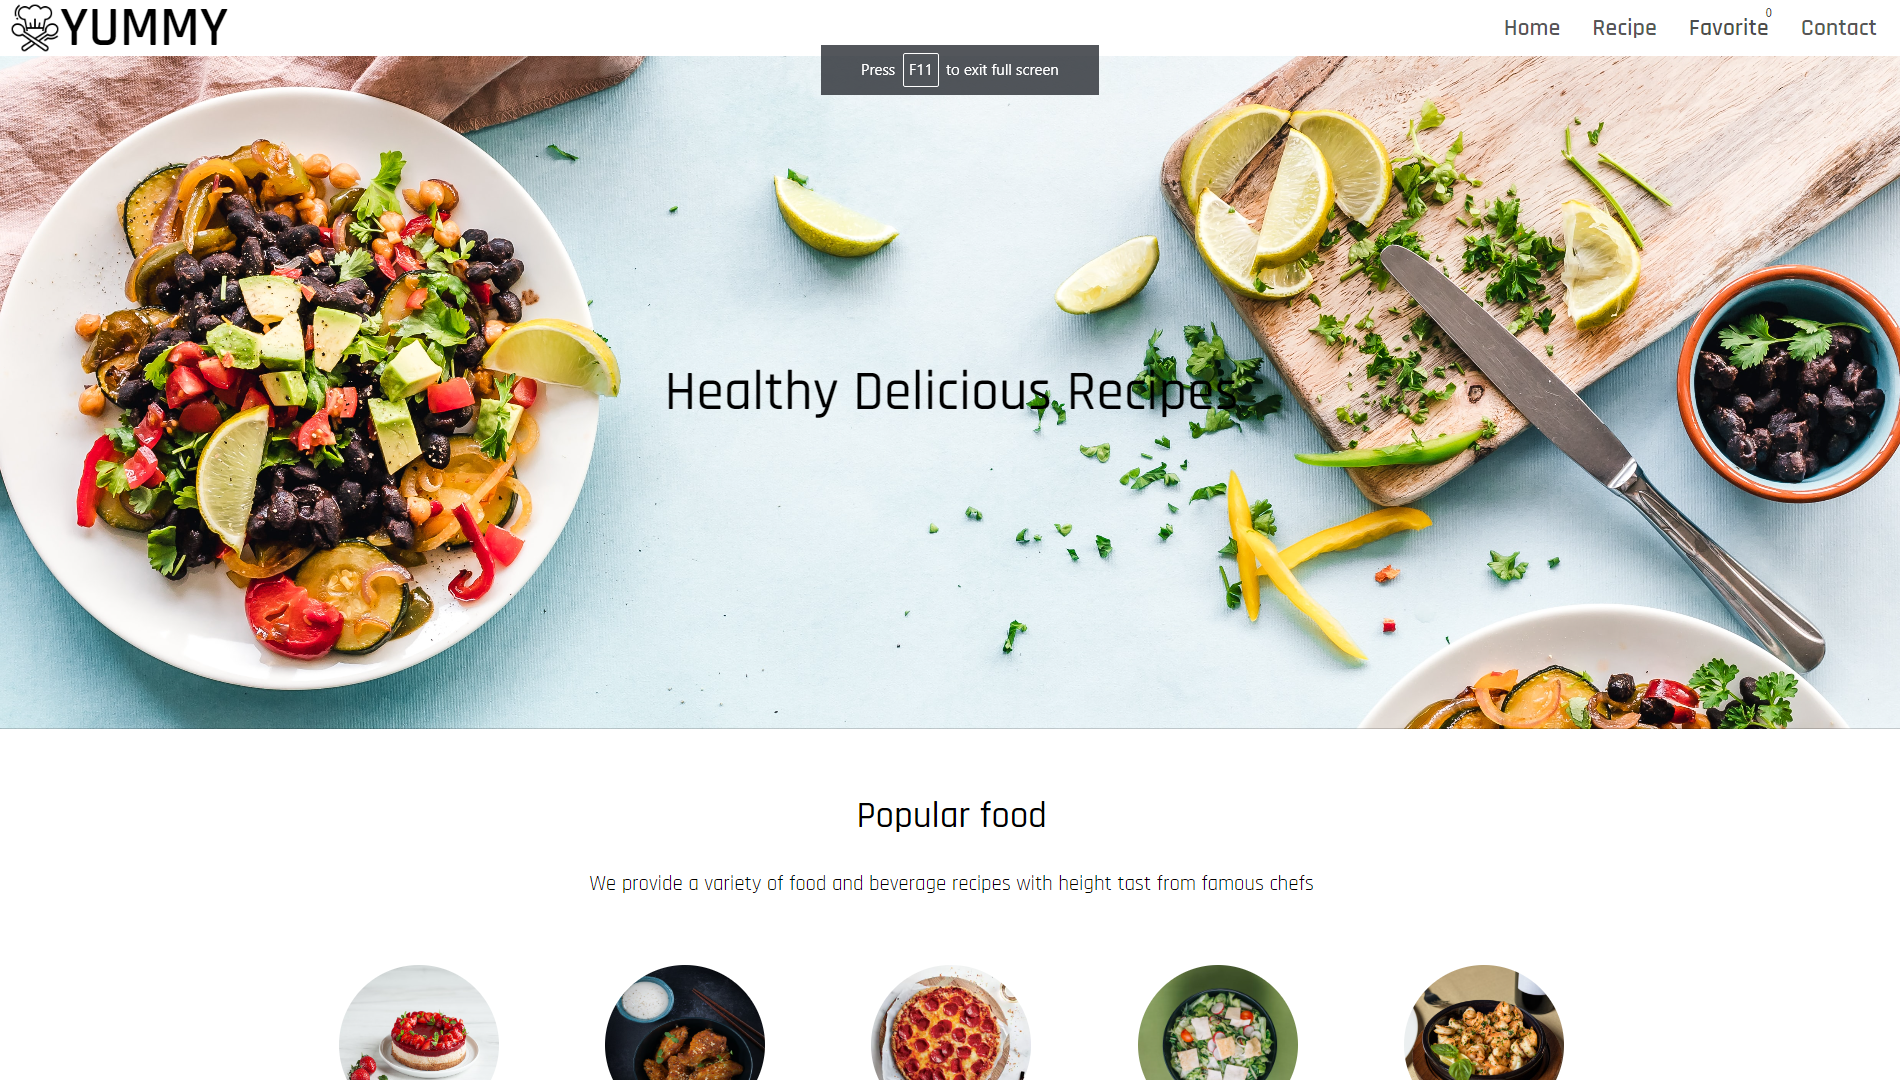 YUMMY
Home Recipe Favorite 0 Contact
Press F11 to exit full screen
Healthy Delicious Recipes
Popular food
We provide a variety of food and beverage recipes with height tast from famous chefs